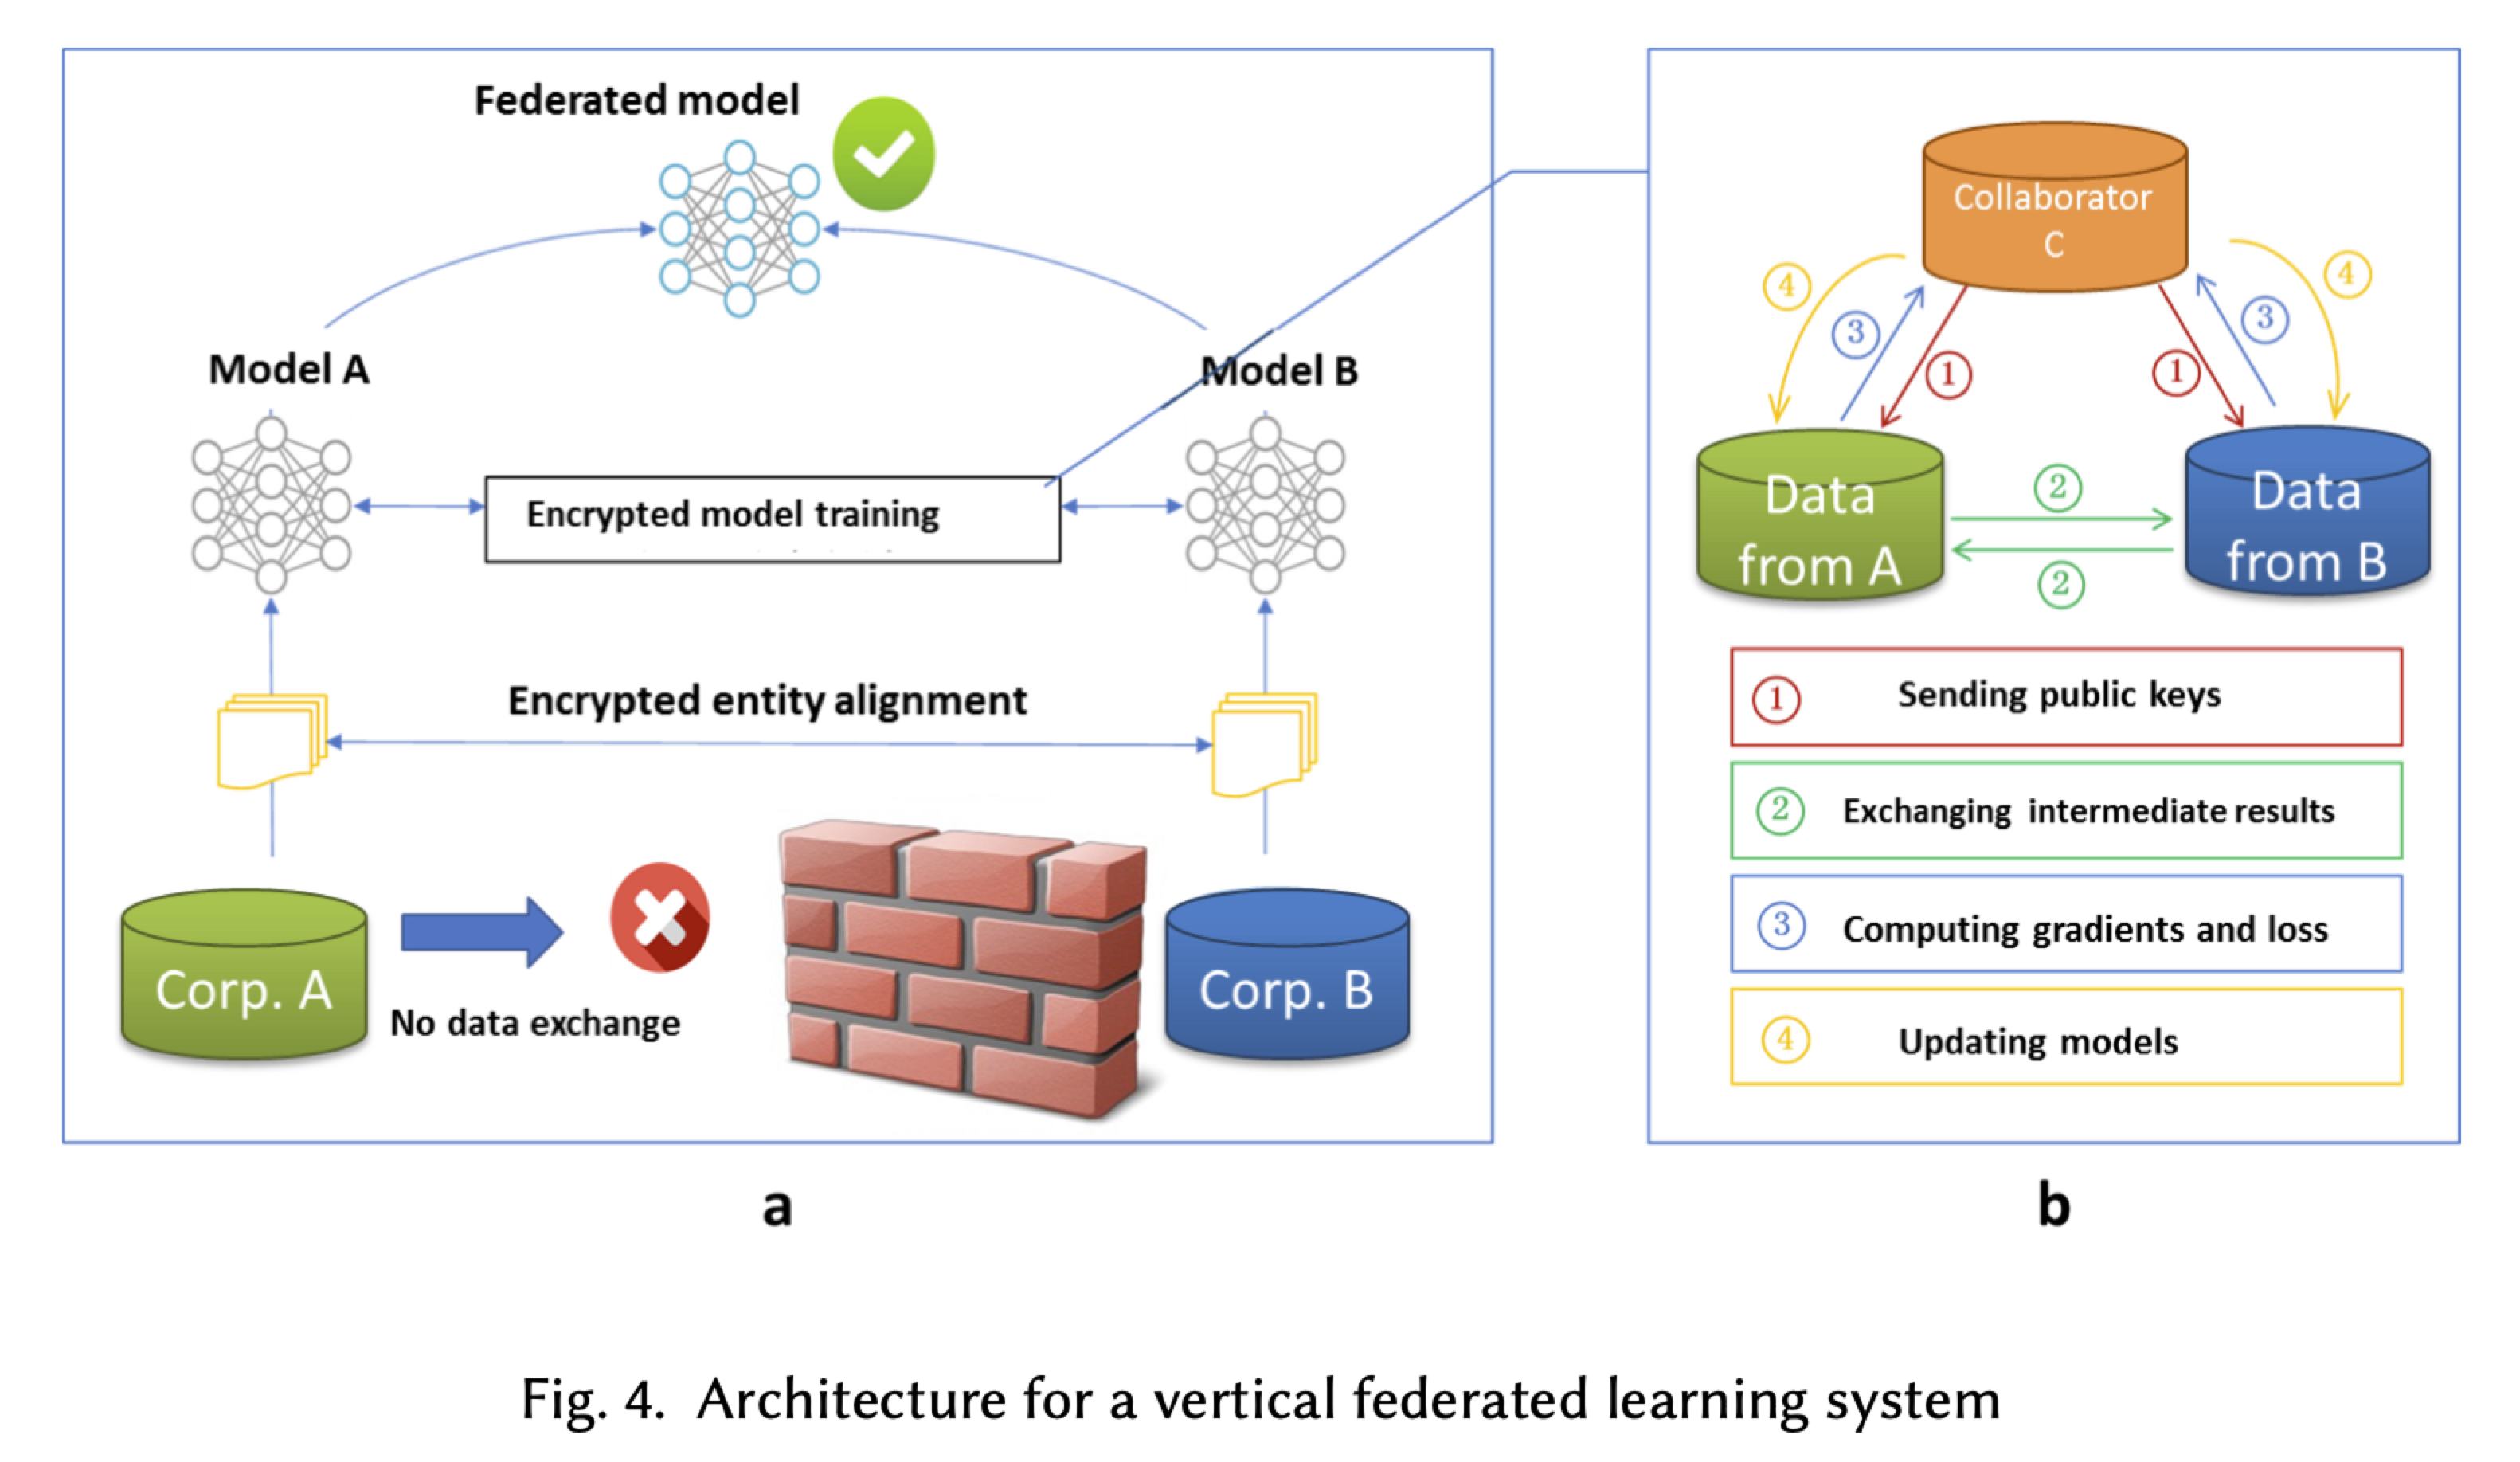 Federated model
Model A
Model B
Encrypted model training
Encrypted entity alignment
Corp. A
No data exchange
Corp. B
a
Collaborator
C
4
3
1
1
3
4
Data
from A
2
2
Data
from B
1 Sending public keys
2 Exchanging intermediate results
3 Computing gradients and loss
4 Updating models
b
Fig. 4. Architecture for a vertical federated learning system